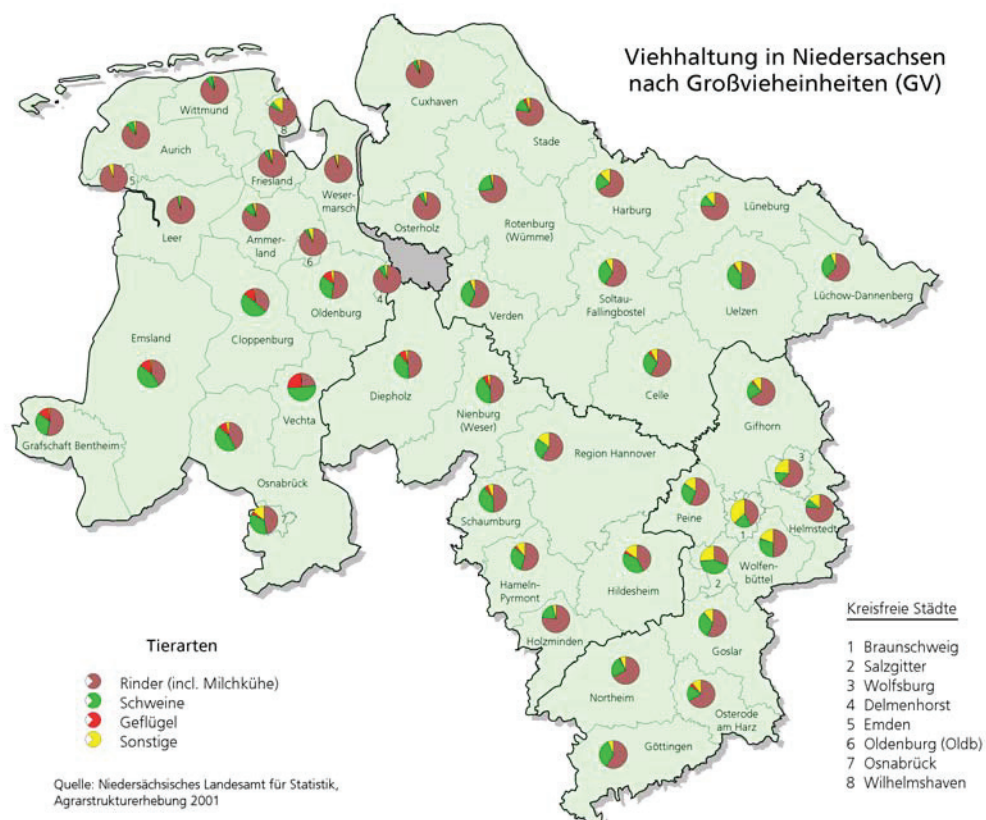 Viehhaltung in Niedersachsen
nach Großvieheinheiten (GV)
Cuxhaven
Wittmund
8
Stade
Aurich
5
Friesland
Weser-
marsch
Harburg
Lüneburg
Leer
Ammer-
land
6
Osterholz
Rotenburg
(Wümme)
4
Oldenburg
Verden
Soltau-
Fallingbostel
Uelzen
Lüchow-Dannenberg
Emsland
Cloppenburg
Diepholz
Celle
Vechta
Nienburg
(Weser)
Gifhorn
Grafschaft Bentheim
Region Hannover
3
Osnabrück
7
Schaumburg
Peine
1
Helmstedt
Hameln-
Pyrmont
Hildesheim
2
Wolfen-
büttel
Holzminden
Goslar
Northeim
Osterode
am Harz
Göttingen
Tierarten
Rinder (incl. Milchkühe)
Schweine
Geflügel
Sonstige
Quelle: Niedersächsisches Landesamt für Statistik,
Agrarstrukturerhebung 2001
Kreisfreie Städte
1 Braunschweig
2 Salzgitter
3 Wolfsburg
4 Delmenhorst
5 Emden
6 Oldenburg (Oldb)
7 Osnabrück
8 Wilhelmshaven